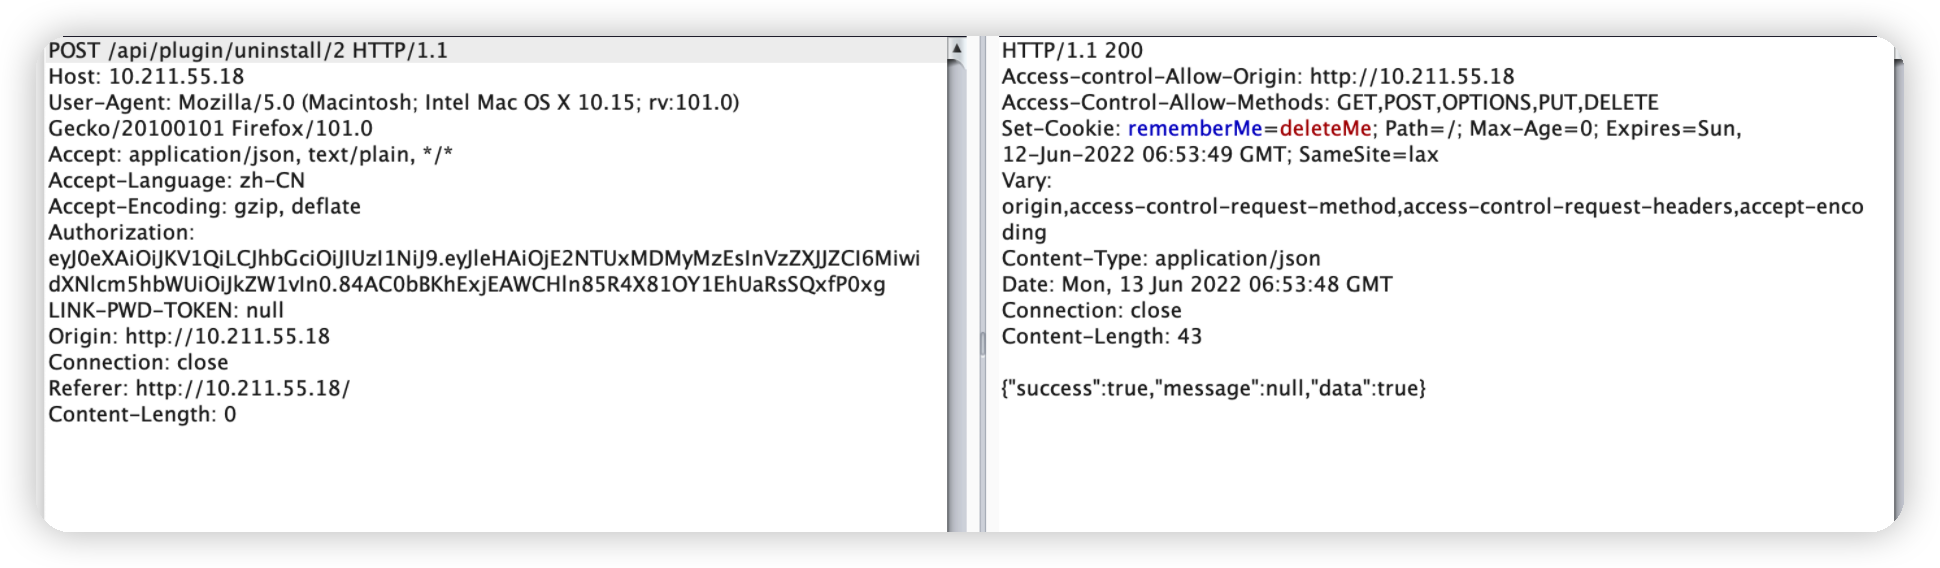 POST /api/plugin/uninstall/2 HTTP/1.1
Host: 10.211.55.18
User-Agent: Mozilla/5.0 (Macintosh; Intel Mac OS X 10.15; rv:101.0)
Gecko/20100101 Firefox/101.0
Accept: application/json, text/plain, */*
Accept-Language: zh-CN
Accept-Encoding: gzip, deflate
Authorization:
eyJ0eXAiOiJKV1QiLCJhbGciOiJIUzI1NiJ9.eyJleHAiOjE2NTUxMDMyMzEsInVzZXJJZCI6Miwi
dXNlcm5hbWUiOiJkZW1vIn0.84AC0bBKhExjEAWCHln85R4X81OY1EhUaRsSQxfP0xg
LINK-PWD-TOKEN: null
Origin: http://10.211.55.18
Connection: close
Referer: http://10.211.55.18/
Content-Length: 0
HTTP/1.1 200
Access-control-Allow-Origin: http://10.211.55.18
Access-Control-Allow-Methods: GET,POST,OPTIONS,PUT,DELETE
Set-Cookie: rememberMe=deleteMe; Path=/; Max-Age=0; Expires=Sun,
12-Jun-2022 06:53:49 GMT; SameSite=lax
Vary:
origin,access-control-request-method,access-control-request-headers,accept-enco
ding
Content-Type: application/json
Date: Mon, 13 Jun 2022 06:53:48 GMT
Connection: close
Content-Length: 43
{"success":true,"message":null,"data":true}